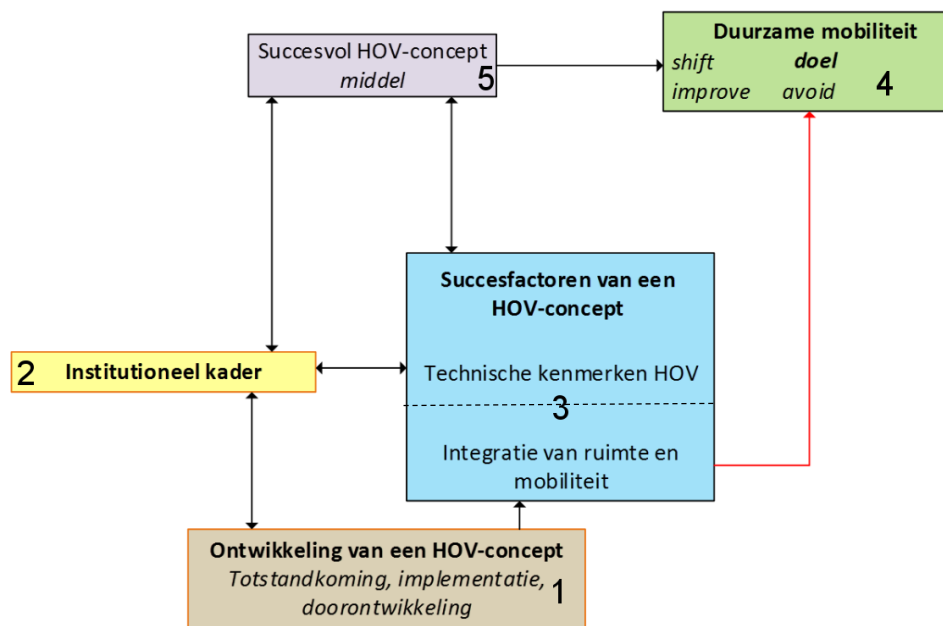 Succesvol HOV-concept
middel
5
Duurzame mobiliteit
shift doel
improve avoid
4
Succesfactoren van een
HOV-concept
Technische kenmerken HOV
3
Integratie van ruimte en
mobiliteit
2 Institutioneel kader
Ontwikkeling van een HOV-concept
Totstandkoming, implementatie,
doorontwikkeling
1